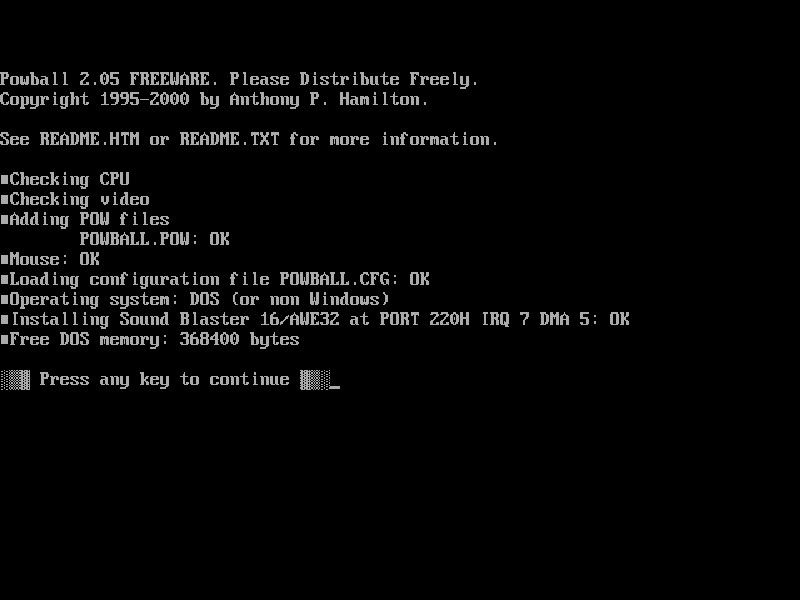 Powball 2.05 FREEWARE. Please Distribute Freely.
Copyright 1995-2000 by Anthony P. Hamilton.
See README.HTM or README.TXT for more information.
■Checking CPU
■Checking video
■Adding POW files
POWBALL.POW: OK
■Mouse: OK
■Loading configuration file POWBALL.CFG: OK
■Operating system: DOS (or non Windows)
■Installing Sound Blaster 16/AWE32 at PORT 220H IRQ 7 DMA 5: OK
■Free DOS memory: 368400 bytes
░▒▓ Press any key to continue ▓▒░_